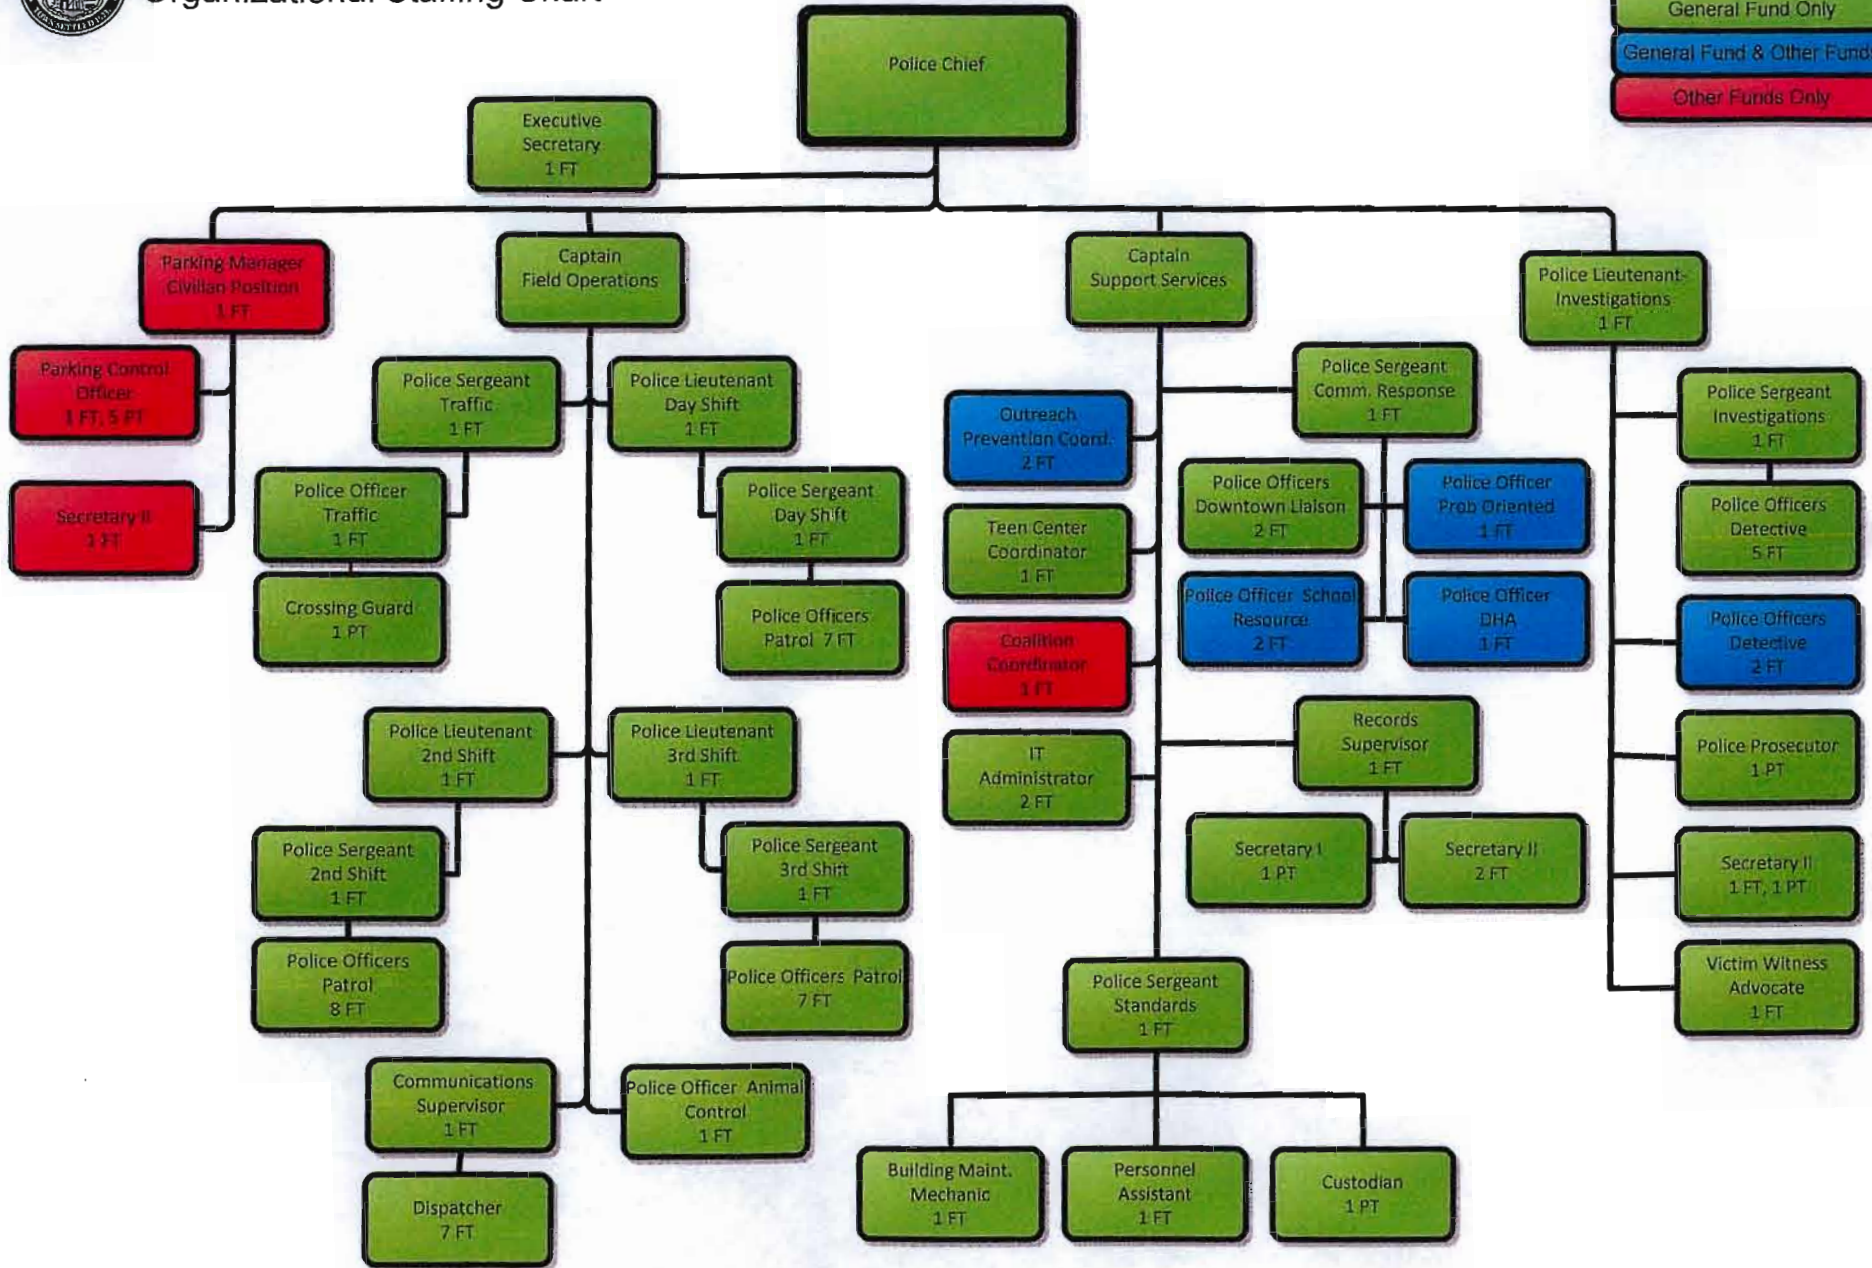 Organizational Staffing Chart
Police Chief
General Fund Only
General Fund & Other Funds
Other Funds Only
Executive
Secretary
1 FT
Parking Manager
Civilian Position
1 FT
Captain
Field Operations
Captain
Support Services
Police Lieutenant-
Investigations
1 FT
Parking Control
Officer
1 FT, 5 PT
Secretary II
1 FT
Police Sergeant
Traffic
1 FT
Police Lieutenant
Day Shift
1 FT
Police Officer
Traffic
1 FT
Crossing Guard
1 PT
Police Sergeant
Day Shift
1 FT
Police Officers
Patrol 7 FT
Police Lieutenant
2nd Shift
1 FT
Police Lieutenant
3rd Shift
1 FT
Police Sergeant
2nd Shift
1 FT
Police Officers
Patrol
8 FT
Police Sergeant
3rd Shift
1 FT
Police Officers Patrol
7 FT
Communications
Supervisor
1 FT
Police Officer Animal
Control
1 FT
Dispatcher
7 FT
Outreach
Prevention Coord.
2 FT
Teen Center
Coordinator
1 FT
Coalition
Coordinator
1 FT
IT
Administrator
2 FT
Police Sergeant
Comm. Response
1 FT
Police Officers
Downtown Liaison
2 FT
Police Officer
Prob Oriented
1 FT
Police Officer School
Resource
2 FT
Police Officer
DHA
1 FT
Records
Supervisor
1 FT
Secretary I
1 PT
Secretary II
2 FT
Police Sergeant
Standards
1 FT
Building Maint.
Mechanic
1 FT
Personnel
Assistant
1 FT
Custodian
1 PT
Police Sergeant
Investigations
1 FT
Police Officers
Detective
5 FT
Police Officers
Detective
2 FT
Police Prosecutor
1 PT
Secretary II
1 FT, 1 PT
Victim Witness
Advocate
1 FT